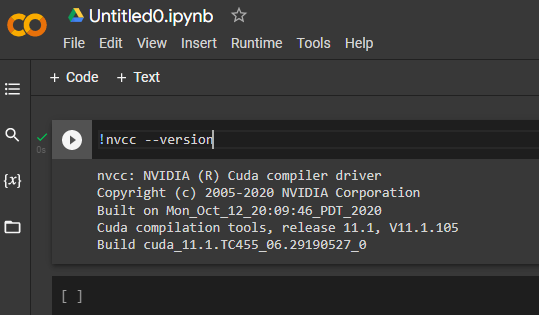 Untitled0.ipynb
File Edit View Insert Runtime Tools Help
+ Code + Text
!nvcc --version
0s
nvcc: NVIDIA (R) Cuda compiler driver
Copyright (c) 2005-2020 NVIDIA Corporation
Built on Mon_Oct_12_20:09:46_PDT_2020
Cuda compilation tools, release 11.1, V11.1.105
Build cuda_11.1.TC455_06.29190527_0
{x}
[ ]